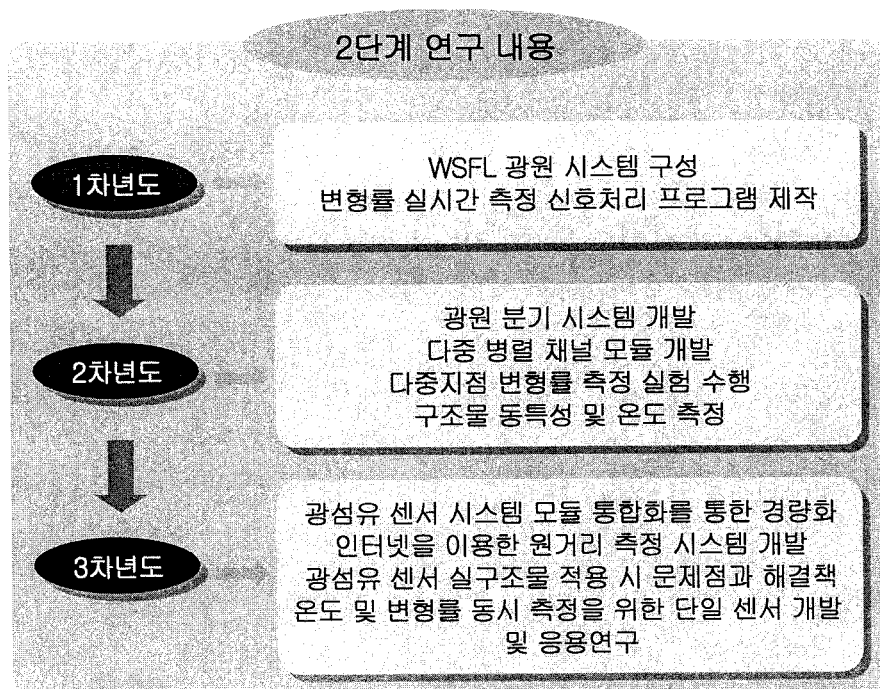 2단계 연구 내용
1차년도
WSFL 광원 시스템 구성
변형률 실시간 측정 신호처리 프로그램 제작
2차년도
광원 분기 시스템 개발
다중 병렬 채널 모듈 개발
다중지점 변형률 측정 실험 수행
구조물 동특성 및 온도 측정
3차년도
광섬유 센서 시스템 모듈 통합화를 통한 경량화
인터넷을 이용한 원거리 측정 시스템 개발
광섬유 센서 실구조물 적용 시 문제점과 해결책
온도 및 변형률 동시 측정을 위한 단일 센서 개발
및 응용연구